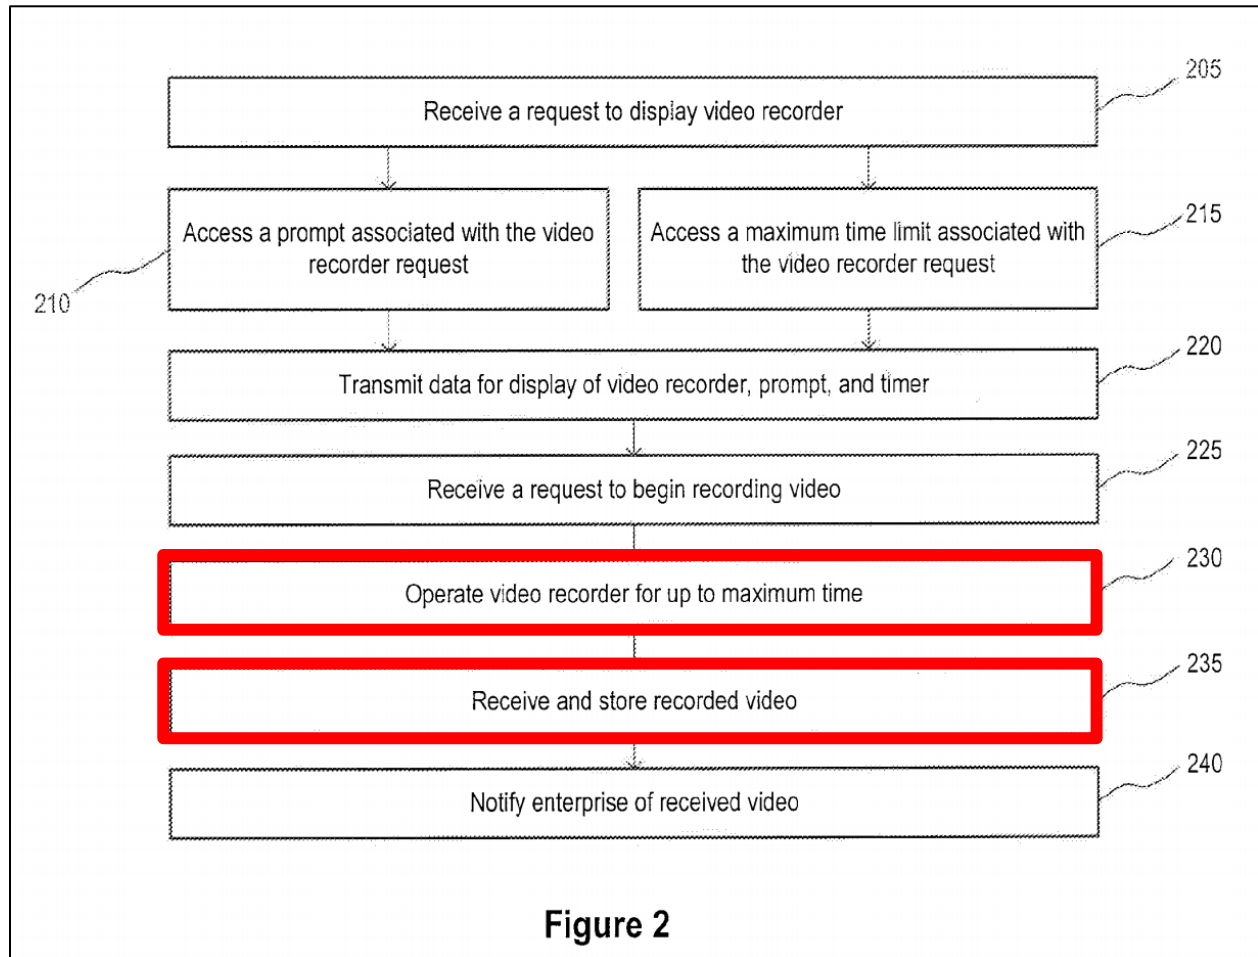 205
Receive a request to display video recorder
Access a prompt associated with the video
recorder request
210
Access a maximum time limit associated with
the video recorder request
215
220
Transmit data for display of video recorder, prompt, and timer
225
Receive a request to begin recording video
230
Operate video recorder for up to maximum time
235
Receive and store recorded video
240
Notify enterprise of received video
Figure 2